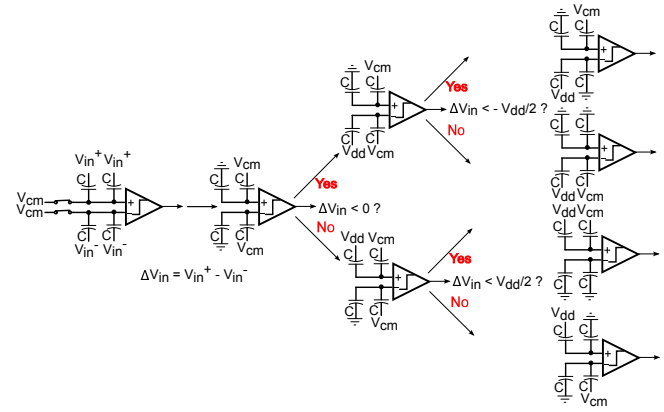 Vin+ Vin+
C C
Vcm
Vcm
+
-
C C
Vin- Vin-
ΔVin = Vin+ - Vin-
Vcm
C C
+
-
C C
Vcm
Yes
ΔVin < 0 ?
No
Vcm
C C
+
-
C C
Vdd Vcm
Yes
ΔVin < - Vdd/2 ?
No
Vdd Vcm
C C
+
-
C C
Vcm
Yes
ΔVin < Vdd/2 ?
No
Vcm
C C
+
-
C C
Vdd
C C
+
-
C C
Vdd Vcm
Vdd Vcm
C C
+
-
C C
Vdd
C C
+
-
C C
Vcm